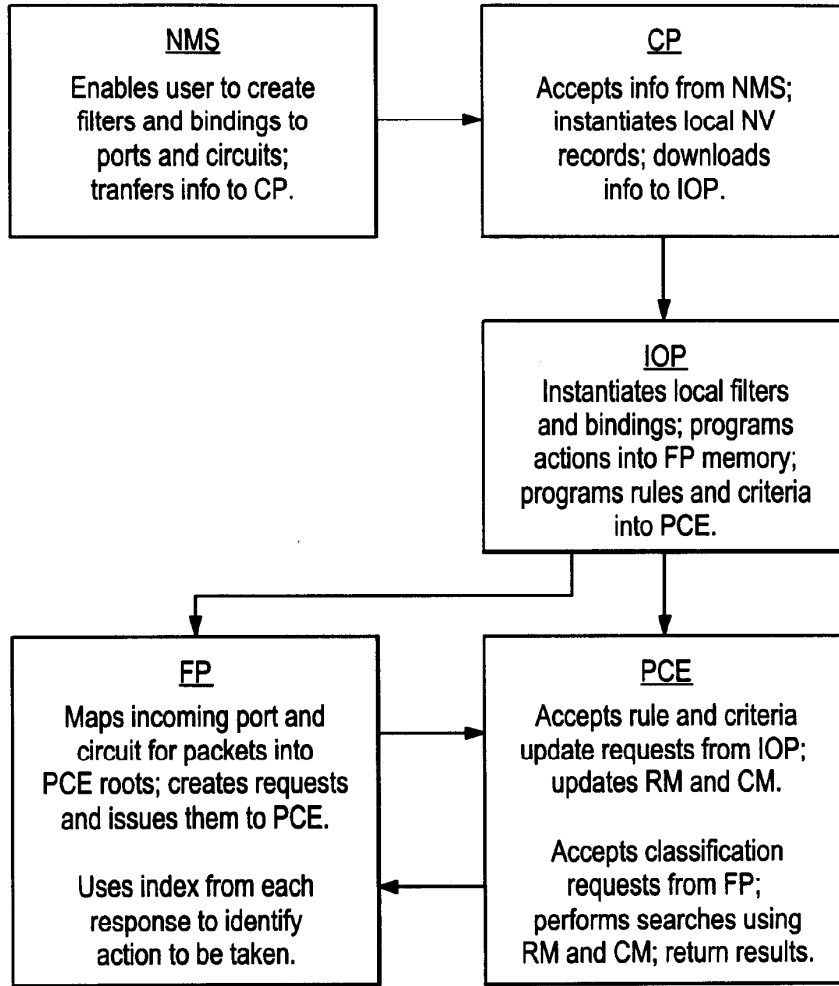 NMS
Enables user to create
filters and bindings to
ports and circuits;
tranfers info to CP.
CP
Accepts info from NMS;
instantiates local NV
records; downloads
info to IOP.
IOP
Instantiates local filters
and bindings; programs
actions into FP memory;
programs rules and criteria
into PCE.
FP
Maps incoming port and
circuit for packets into
PCE roots; creates requests
and issues them to PCE.
Uses index from each
response to identify
action to be taken.
PCE
Accepts rule and criteria
update requests from IOP;
updates RM and CM.
Accepts classification
requests from FP;
performs searches using
RM and CM; return results.